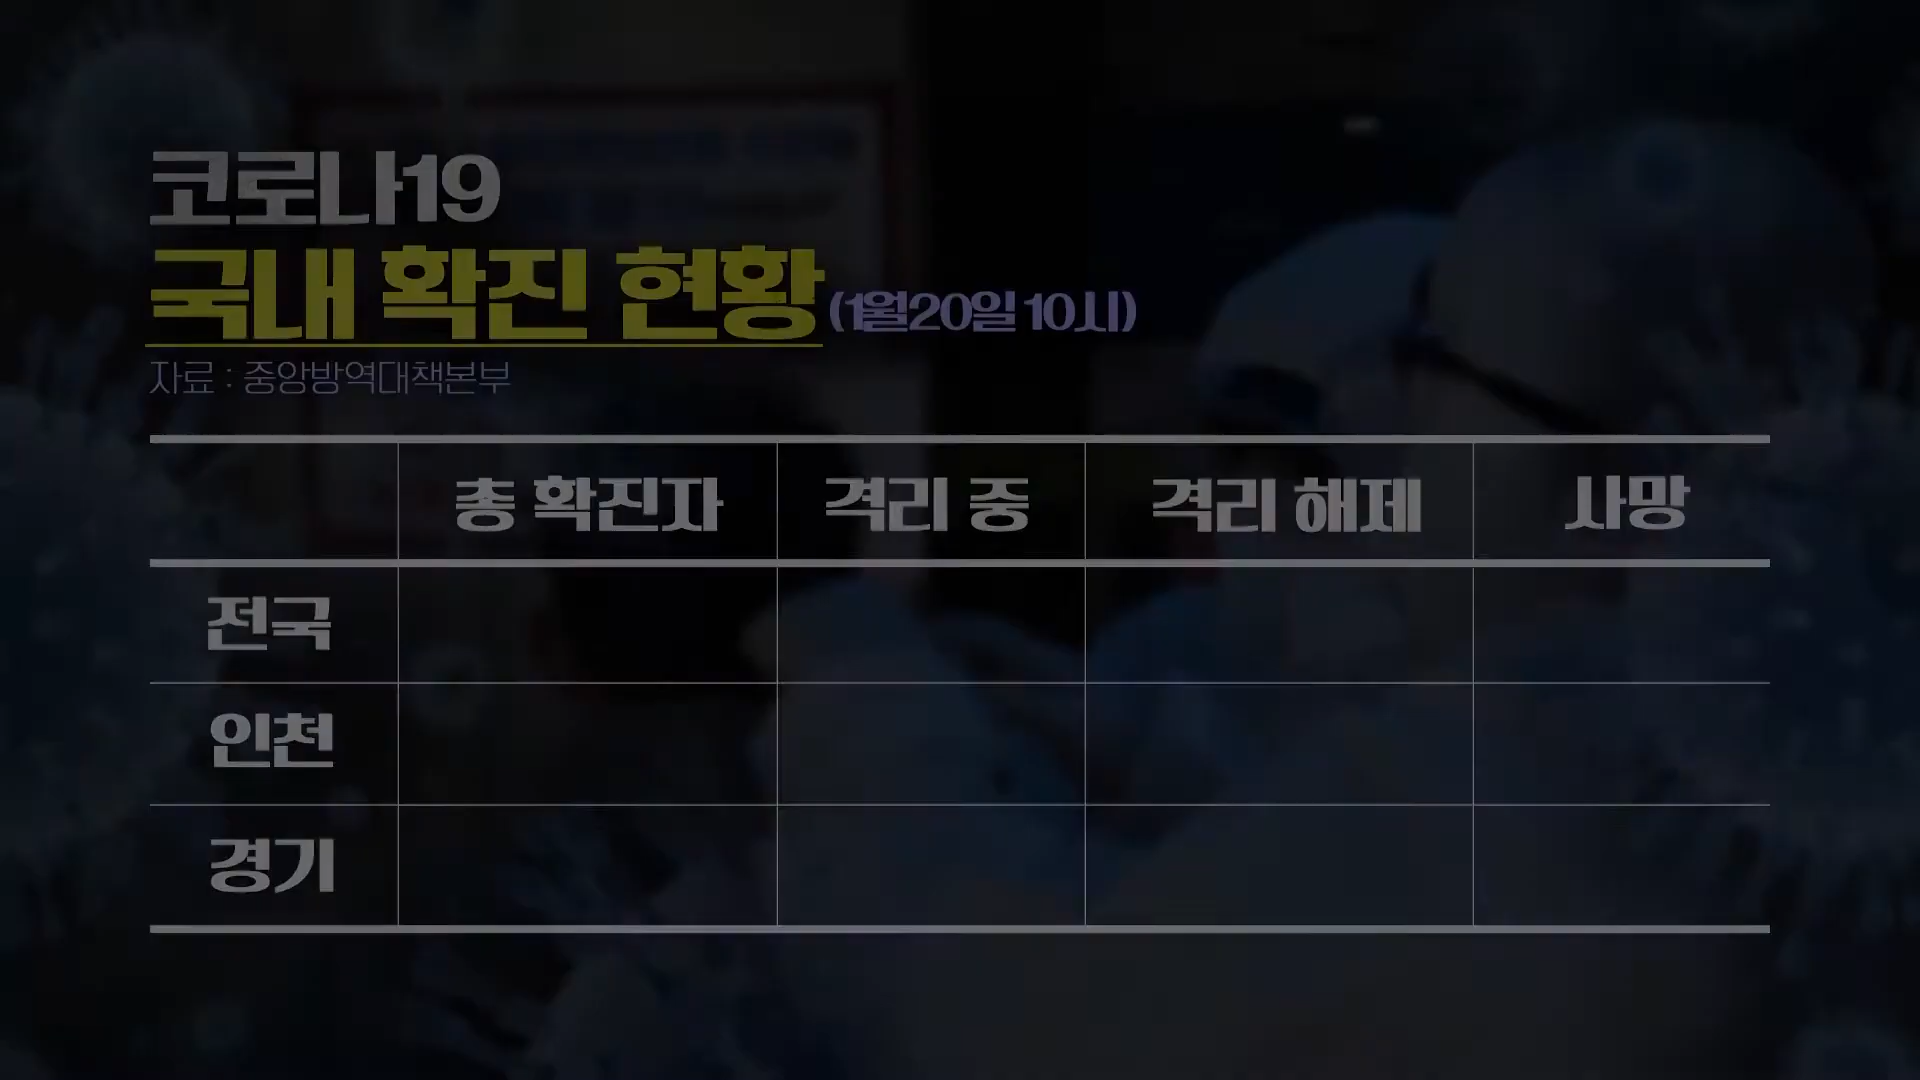 코로나19
국내 확진 현황 (1월20일 10시)
자료 : 중앙방역대책본부
총 확진자 격리 중 격리 해제 사망
전국
인천
경기